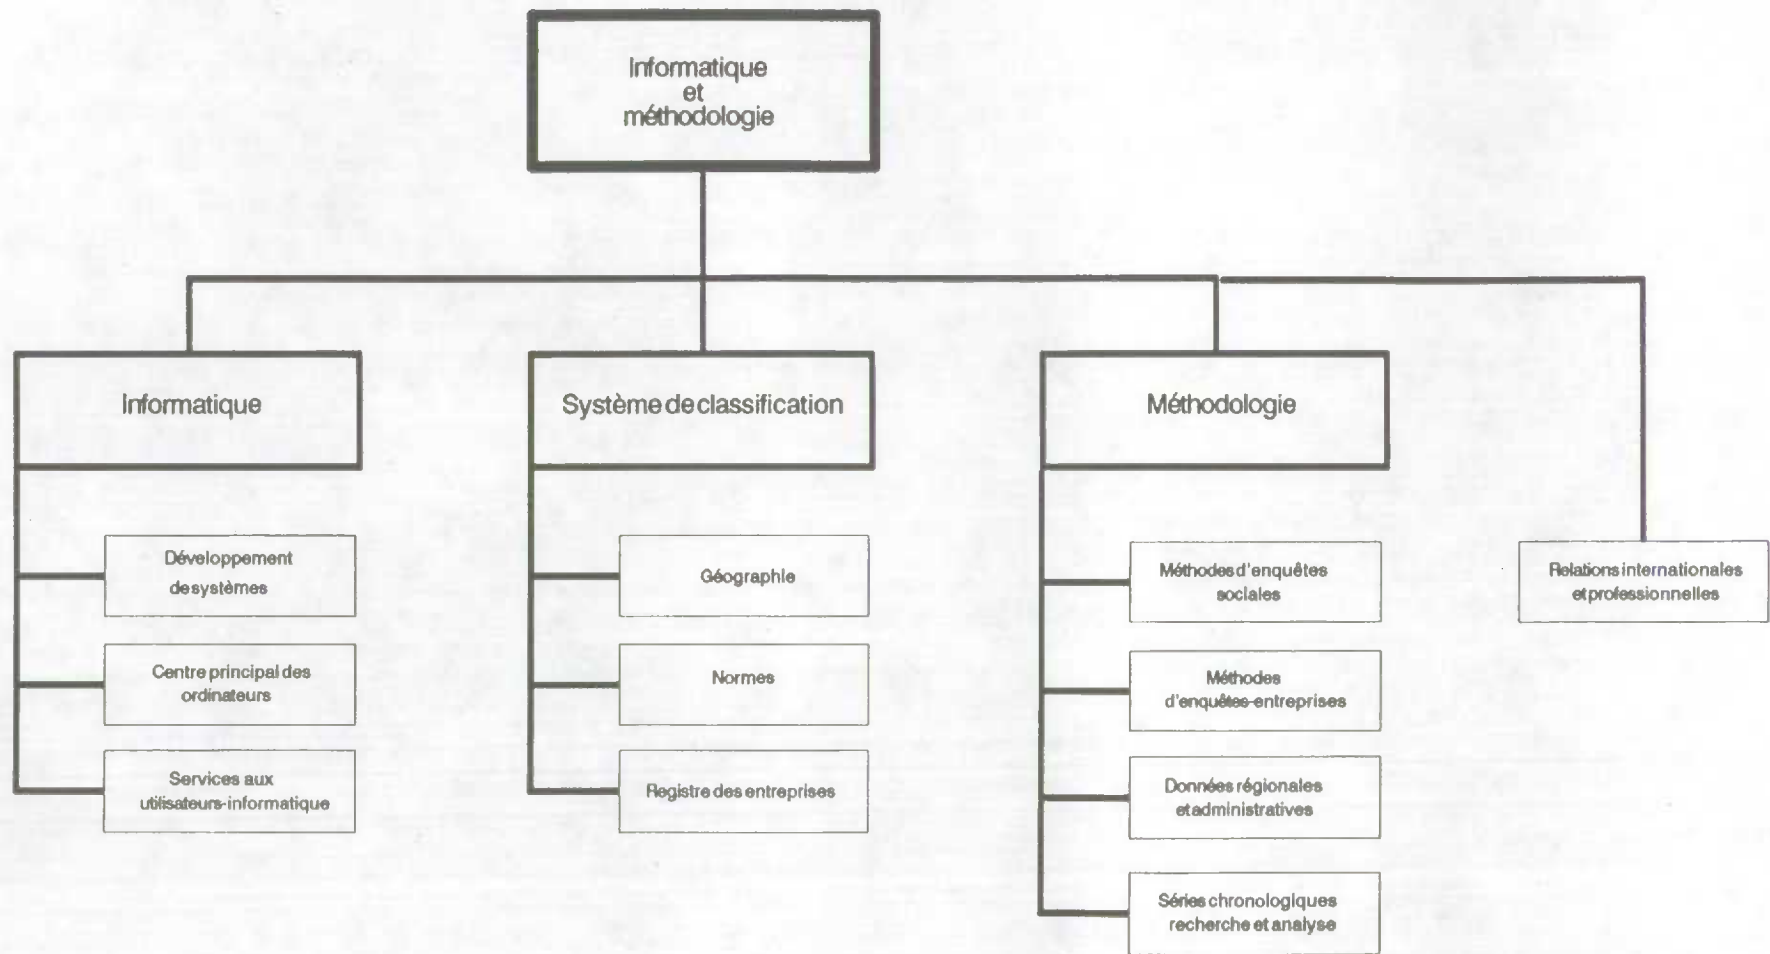 Informatique
et
méthodologie
Informatique
Système de classification
Méthodologie
Développement
de systèmes
Centre principal des
ordinateurs
Services aux
utilisateurs-informatique
Géographie
Normes
Registre des entreprises
Méthodes d'enquêtes
sociales
Méthodes
d'enquêtes-entreprises
Données régionales
et administratives
Séries chronologiques
recherche et analyse
Relations internationales
et professionnelles